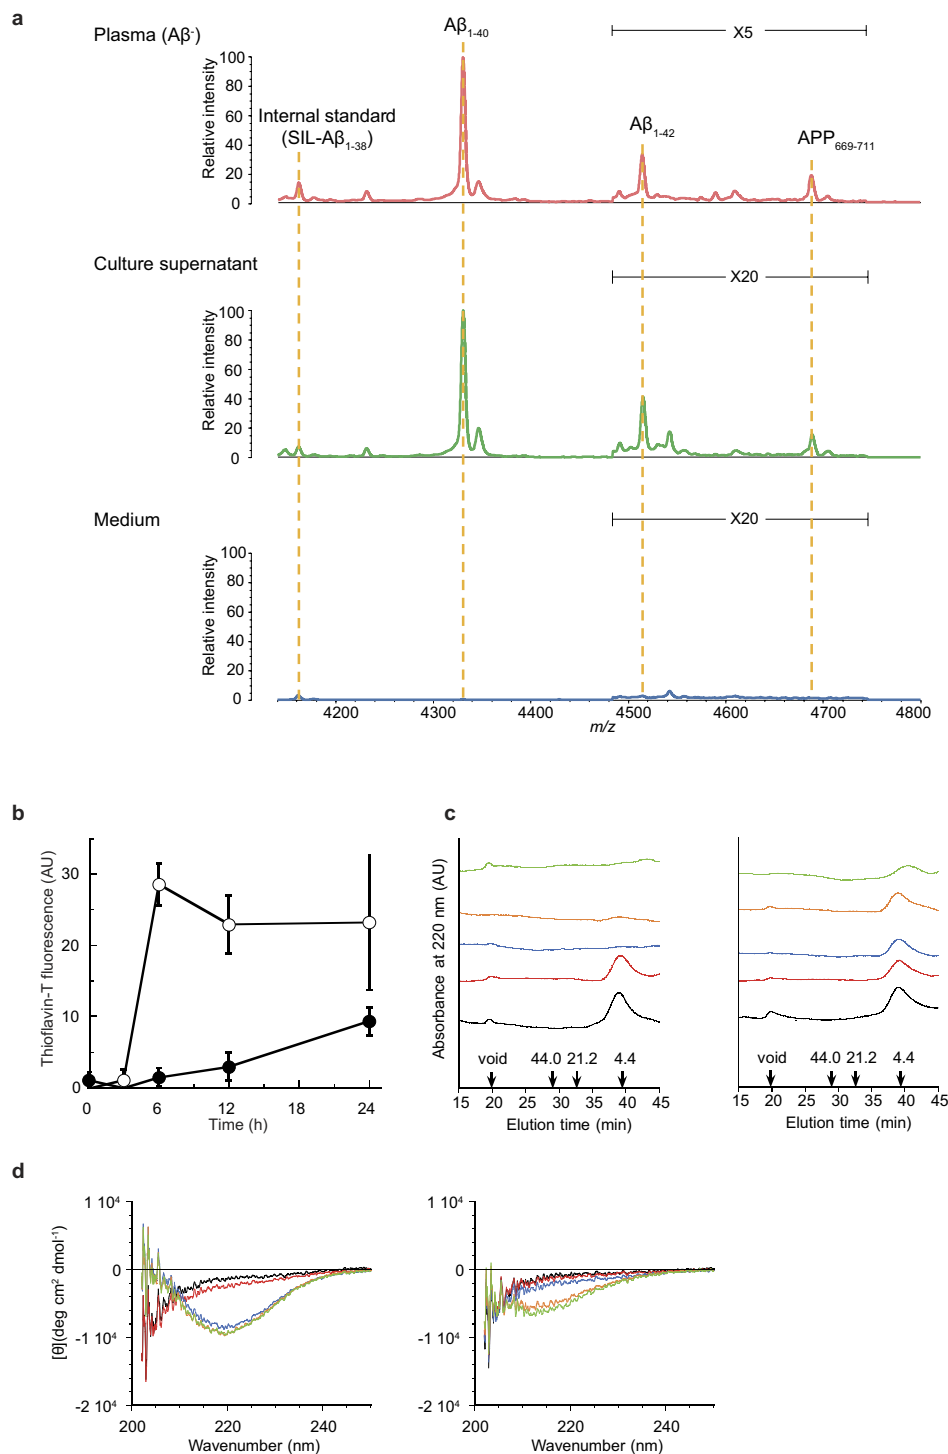 a
Plasma (Aβ-)
Aβ1-40
X5
Internal standard
(SIL-Aβ1-38)
Aβ1-42
APP669-711
Relative intensity
100
80
60
40
20
0
Culture supernatant
X20
Relative intensity
100
80
60
40
20
0
Medium
X20
Relative intensity
100
80
60
40
20
0
4200 4300 4400 4500 4600 4700 4800
m/z
b
Thioflavin-T fluorescence (AU)
30
20
10
0
0 6 12 18 24
Time (h)
c
Absorbance at 220 nm (AU)
void 44.0 21.2 4.4
15 20 25 30 35 40 45
Elution time (min)
void 44.0 21.2 4.4
15 20 25 30 35 40 45
Elution time (min)
d
[θ](deg cm2 dmol-1)
1 104
0
-1 104
-2 104
200 220 240
Wavenumber (nm)
1 104
0
-1 104
-2 104
200 220 240
Wavenumber (nm)